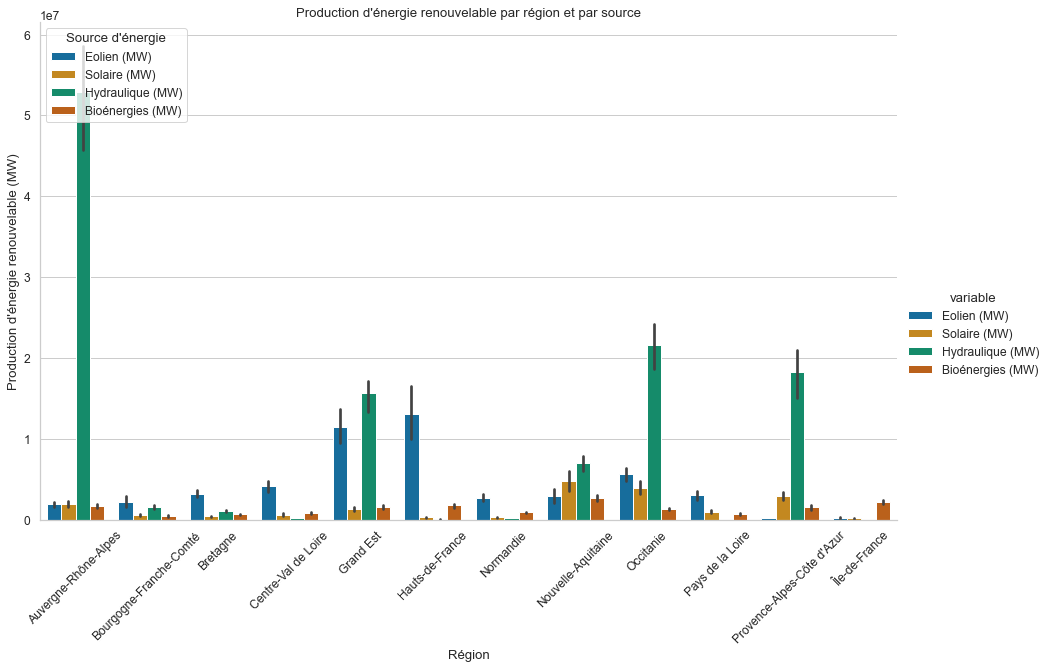 Production d'énergie renouvelable par région et par source
1e7
6
5
4
3
2
1
0
Production d'énergie renouvelable (MW)
Source d'énergie
Eolien (MW)
Solaire (MW)
Hydraulique (MW)
Bioénergies (MW)
variable
Eolien (MW)
Solaire (MW)
Hydraulique (MW)
Bioénergies (MW)
Auvergne-Rhône-Alpes
Bourgogne-Franche-Comté
Bretagne
Centre-Val de Loire
Grand Est
Hauts-de-France
Normandie
Nouvelle-Aquitaine
Occitanie
Pays de la Loire
Provence-Alpes-Côte d'Azur
Île-de-France
Région